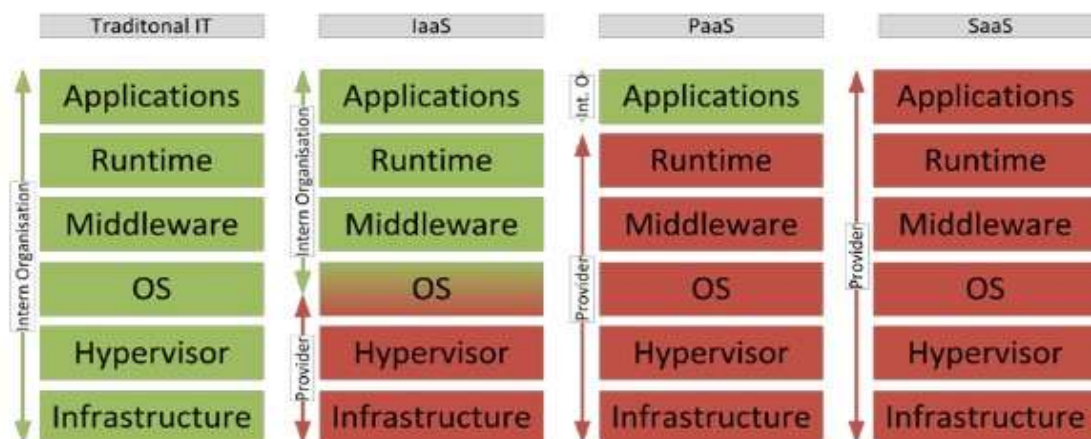 Traditonal IT
IaaS
PaaS
SaaS
Intern Organisation
Applications
Runtime
Middleware
OS
Hypervisor
Infrastructure
Intern Organisation
Provider
Applications
Runtime
Middleware
OS
Hypervisor
Infrastructure
Int. O
Provider
Applications
Runtime
Middleware
OS
Hypervisor
Infrastructure
Provider
Applications
Runtime
Middleware
OS
Hypervisor
Infrastructure